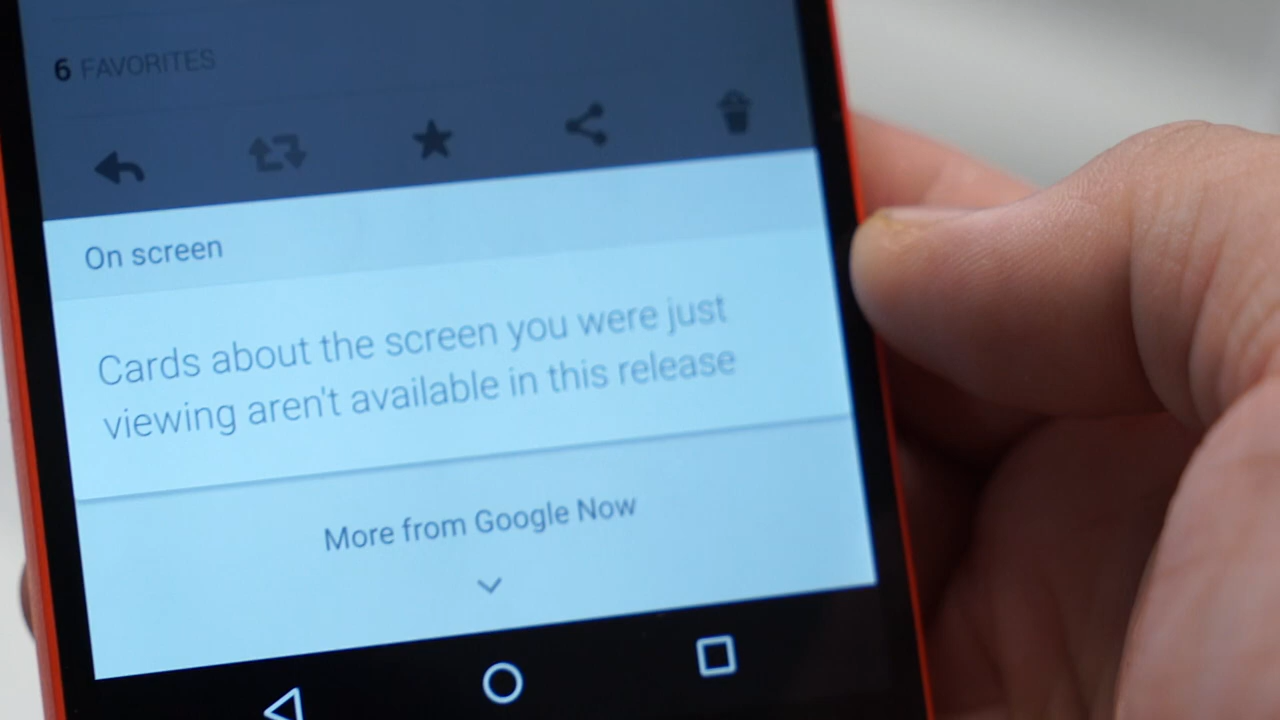 6 FAVORITES
On screen
Cards about the screen you were just
viewing aren't available in this release
More from Google Now